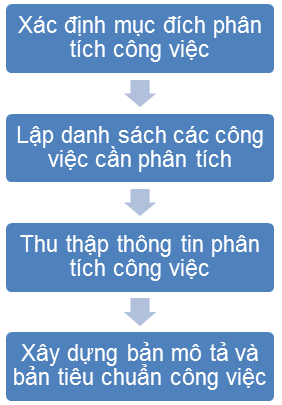 Xác định mục đích phân
tích công việc
Lập danh sách các công
việc cần phân tích
Thu thập thông tin phân
tích công việc
Xây dựng bản mô tả và
bản tiêu chuẩn công việc